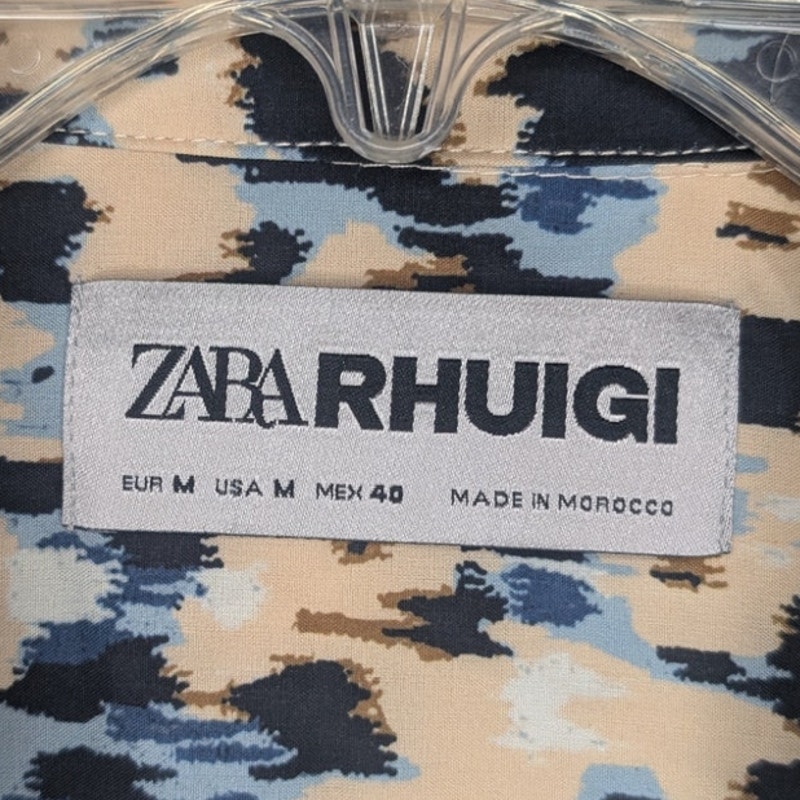 ZARA RHUIGI
EUR M USA M MEX 40 MADE IN MOROCCO